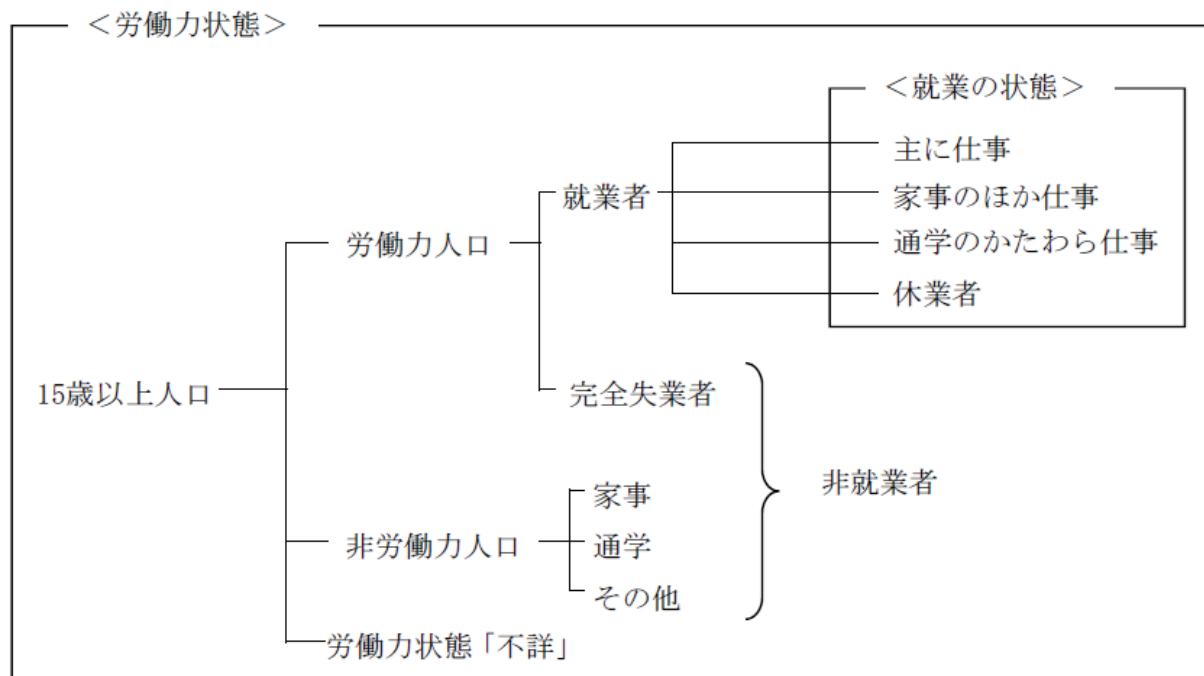 ＜労働力状態＞
＜就業の状態＞
主に仕事
就業者
家事のほか仕事
労働力人口
通学のかたわら仕事
休業者
15歳以上人口
完全失業者
非就業者
家事
非労働力人口
通学
その他
労働力状態「不詳」